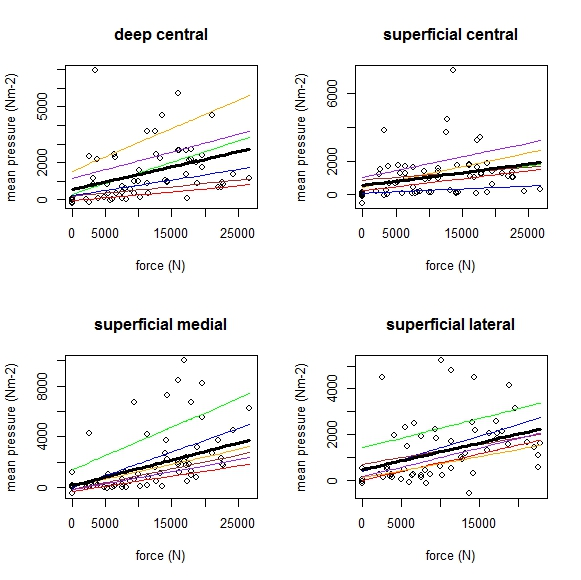 deep central
mean pressure (Nm-2)
0 2000 5000
0 5000 15000 25000
force (N)
superficial central
mean pressure (Nm-2)
0 2000 6000
0 5000 15000 25000
force (N)
superficial medial
mean pressure (Nm-2)
0 4000 8000
0 5000 15000 25000
force (N)
superficial lateral
mean pressure (Nm-2)
0 2000 4000
0 5000 15000
force (N)